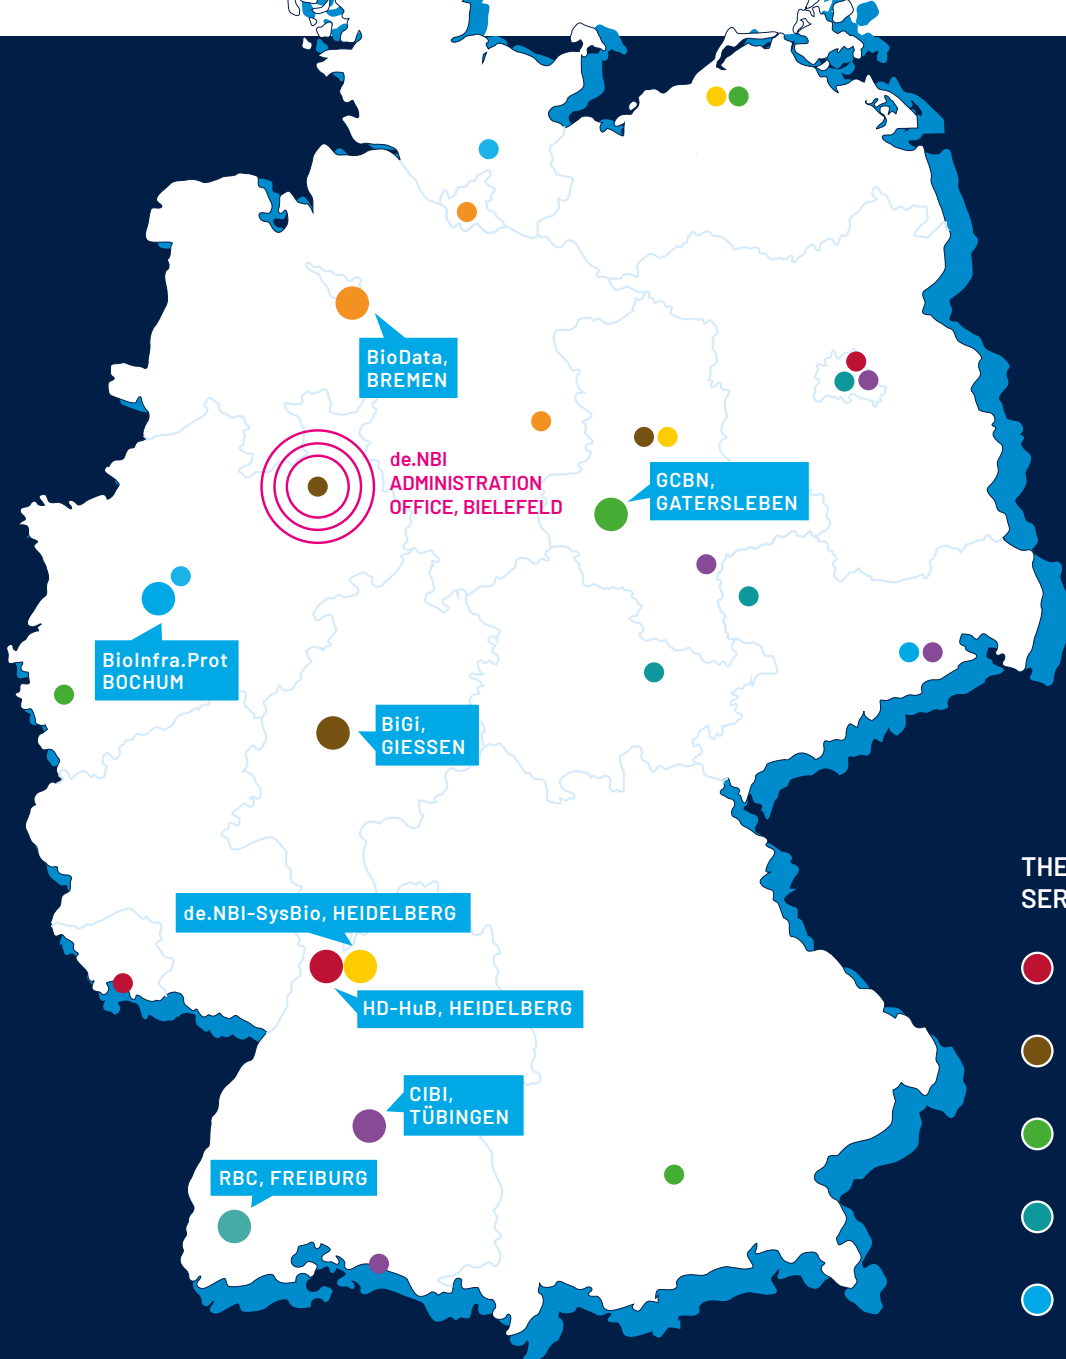 BioData,
BREMEN
de.NBI
ADMINISTRATION
OFFICE, BIELEFELD
GCBN,
GATERSLEBEN
BioInfra.Prot
BOCHUM
BiGi,
GIESSEN
THE
SER
de.NBI-SysBio, HEIDELBERG
HD-HuB, HEIDELBERG
CIBI,
TÜBINGEN
RBC, FREIBURG